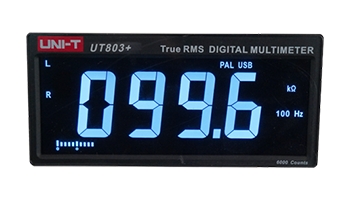 UNI-T UT803+ True RMS DIGITAL MULTIMETER
L PAL USB
R 099.6 kΩ
100 Hz
6000 Counts